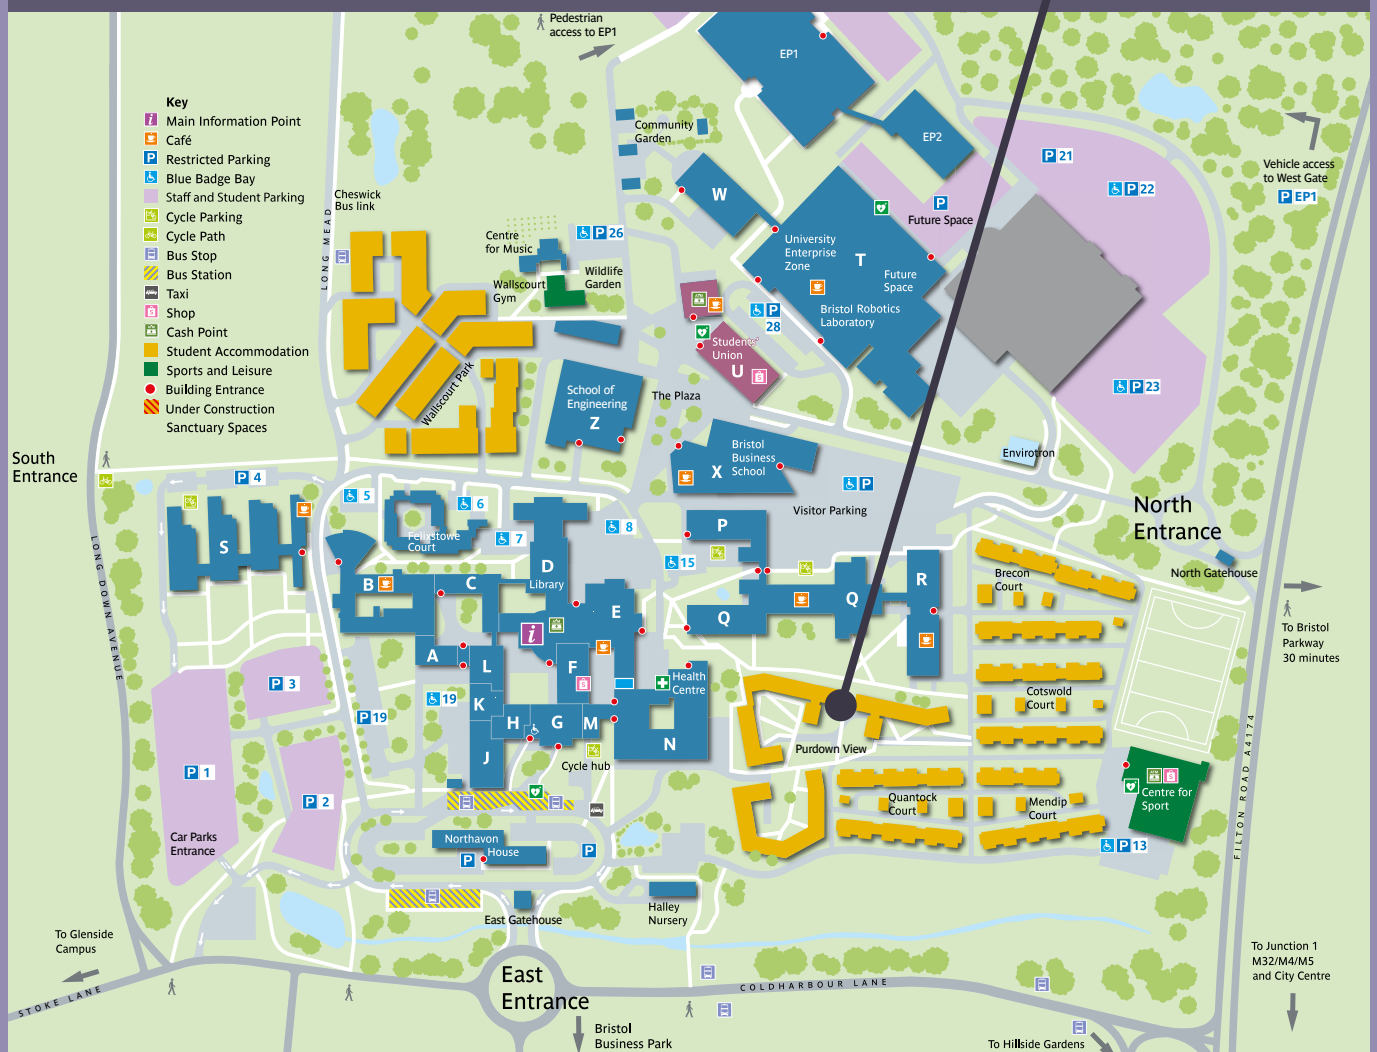 Pedestrian
access to EP1
EP1
Key
Main Information Point
Café
P Restricted Parking
Blue Badge Bay
Staff and Student Parking
Cycle Parking
Cycle Path
Bus Stop
Bus Station
Taxi
Shop
Cash Point
Student Accommodation
Sports and Leisure
Building Entrance
Under Construction
Sanctuary Spaces
Community
Garden
EP2
P 21
P 22
Vehicle access
to West Gate
P EP1
Cheswick
Bus link
LONG MEAD
W
P
Future Space
Centre
for Music
P 26
University
Enterprise
Zone
T
Future
Space
Wallscourt
Gym
Wildlife
Garden
Bristol Robotics
Laboratory
P
28
Students'
Union
U
Wallscourt Park
School of
Engineering
Z
The Plaza
P 23
Bristol
Business
School
X
Envirotron
South
Entrance
P 4
5
6
P
Visitor Parking
North
Entrance
S
Felixstowe
Court
7
8
P
D
Library
15
B
C
E
Q
Q
R
Brecon
Court
North Gatehouse
LONG DOWN AVENUE
i
A
L
F
Health
Centre
To Bristol
Parkway
30 minutes
P 3
19
P 19
K
H
G
M
N
J
Cotswold
Court
Purdown View
Cycle hub
P 1
P 2
Quantock
Court
Mendip
Court
Centre for
Sport
FILTON ROAD A4174
Car Parks
Entrance
Northavon
House
P
P
P 13
East Gatehouse
Halley
Nursery
To Glenside
Campus
STOKE LANE
East
Entrance
COLDHARBOUR LANE
To Junction 1
M32/M4/M5
and City Centre
Bristol
Business Park
To Hillside Gardens